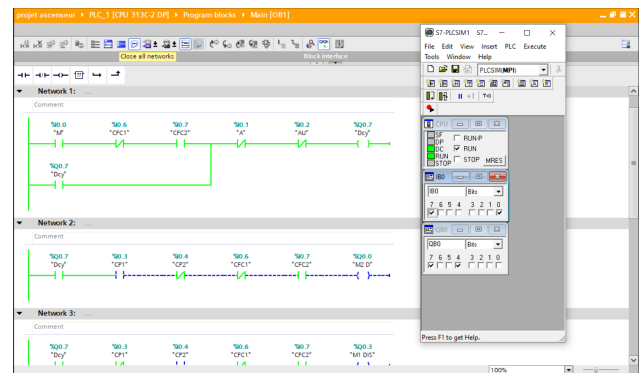 projet ascenseur ▸ PLC_1 [CPU 313C-2 DP] ▸ Program blocks ▸ Main [OB1]
Close all networks
Block interface
Network 1: ....
Comment
%I0.0 %I0.6 %I0.7 %I0.1 %I0.2 %Q0.7
"M" "CFC1" "CFC2" "A" "AU" "Dcy"
%Q0.7
"Dcy"
Network 2: ....
Comment
%Q0.7 %I0.3 %I0.4 %I0.6 %I0.7 %Q0.0
"Dcy" "CP1" "CP2" "CFC1" "CFC2" "M2 D"
Network 3: ....
Comment
%Q0.7 %I0.3 %I0.4 %I0.6 %I0.7 %Q0.3
"Dcy" "CP1" "CP2" "CFC1" "CFC2" "M1 DIS"
100%
S7-PLCSIM1 S7...
File Edit View Insert PLC Execute
Tools Window Help
PLCSIM(MPI)
+1 T=0
CPU
SF
DP RUN-P
DC RUN
RUN STOP MRES
STOP
IB0
IB0 Bits
7 6 5 4 3 2 1 0
QB0
QB0 Bits
7 6 5 4 3 2 1 0
Press F1 to get Help.